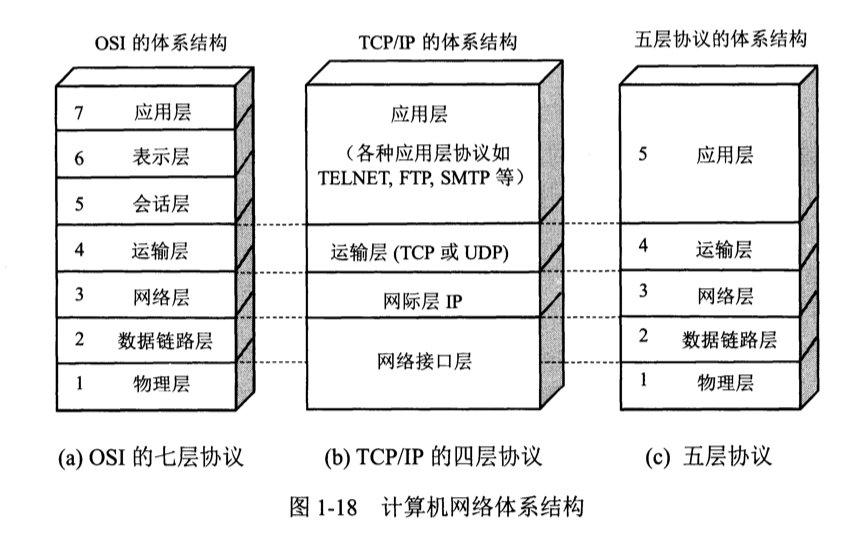 OSI 的体系结构
7 应用层
6 表示层
5 会话层
4 运输层
3 网络层
2 数据链路层
1 物理层
(a) OSI 的七层协议
TCP/IP 的体系结构
应用层
（各种应用层协议如
TELNET, FTP, SMTP 等）
运输层 (TCP 或 UDP)
网际层 IP
网络接口层
(b) TCP/IP 的四层协议
五层协议的体系结构
5 应用层
4 运输层
3 网络层
2 数据链路层
1 物理层
(c) 五层协议
图 1-18 计算机网络体系结构